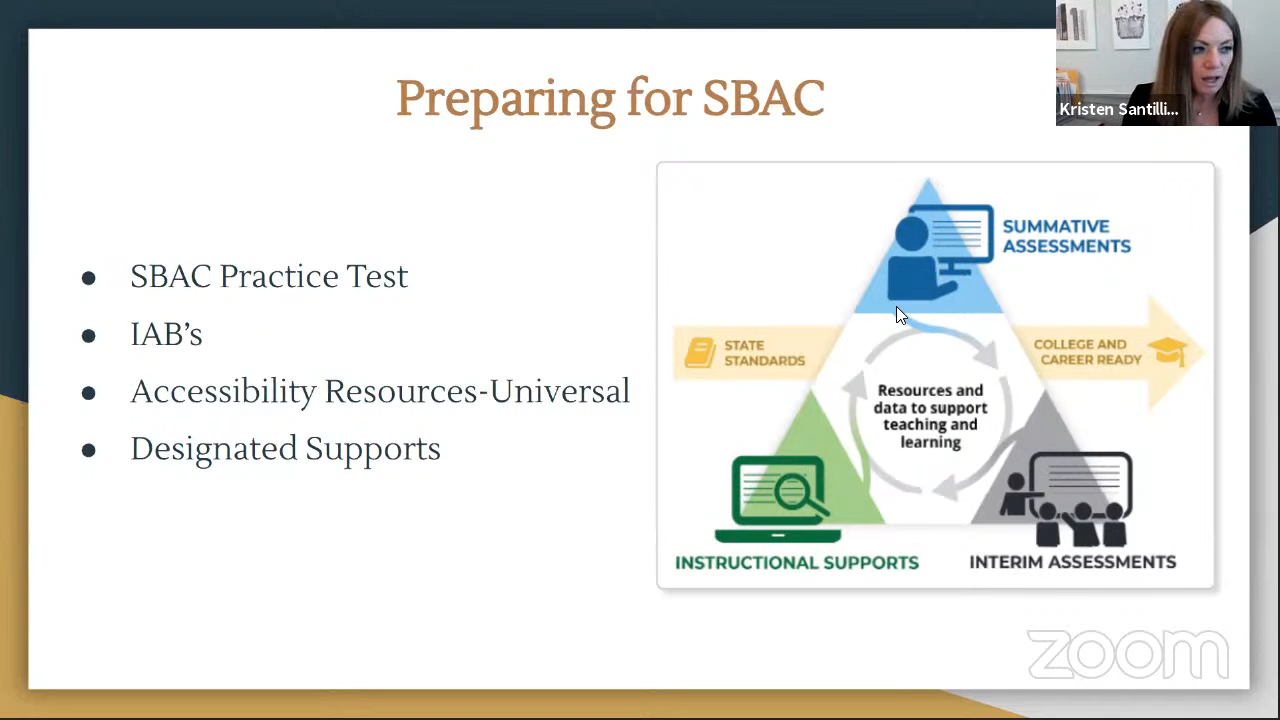 Preparing for SBAC
Kristen Santilli...
● SBAC Practice Test
● IAB’s
● Accessibility Resources-Universal
● Designated Supports
SUMMATIVE
ASSESSMENTS
STATE
STANDARDS
COLLEGE AND
CAREER READY
Resources and
data to support
teaching and
learning
INSTRUCTIONAL SUPPORTS
INTERIM ASSESSMENTS
zoom